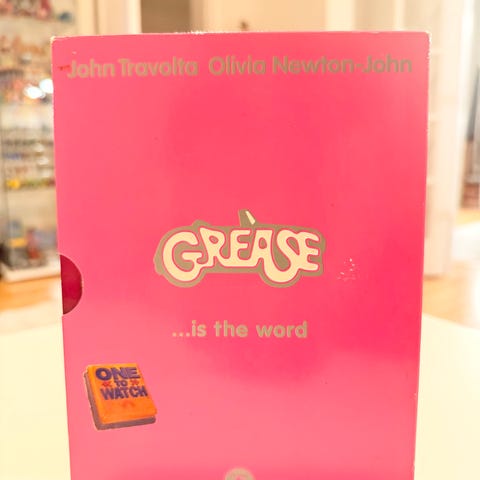 John Travolta Olivia Newton-John
GREASE
...is the word
ONE
TO
WATCH